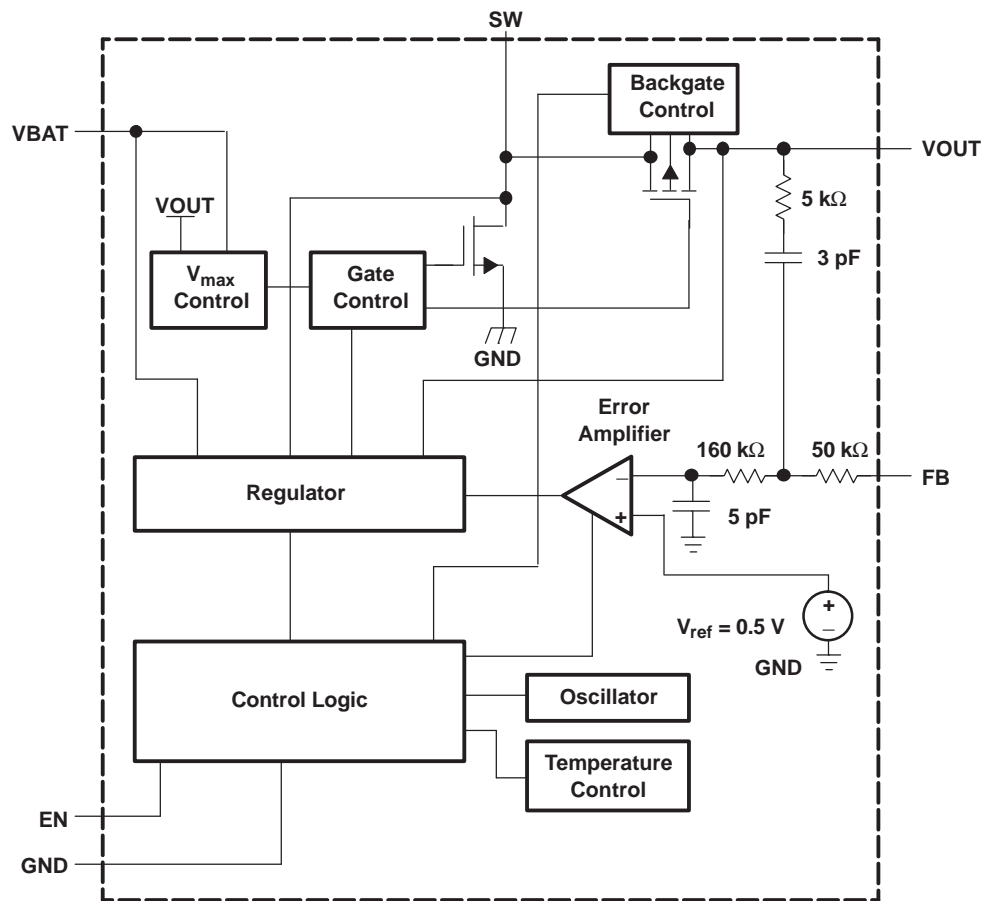 SW
Backgate
Control
VBAT
VOUT
VOUT
5 kΩ
3 pF
Vmax
Control
Gate
Control
GND
Error
Amplifier
160 kΩ
50 kΩ
Regulator
−
FB
+
5 pF
+
Vref = 0.5 V
−
GND
Control Logic
Oscillator
Temperature
Control
EN
GND